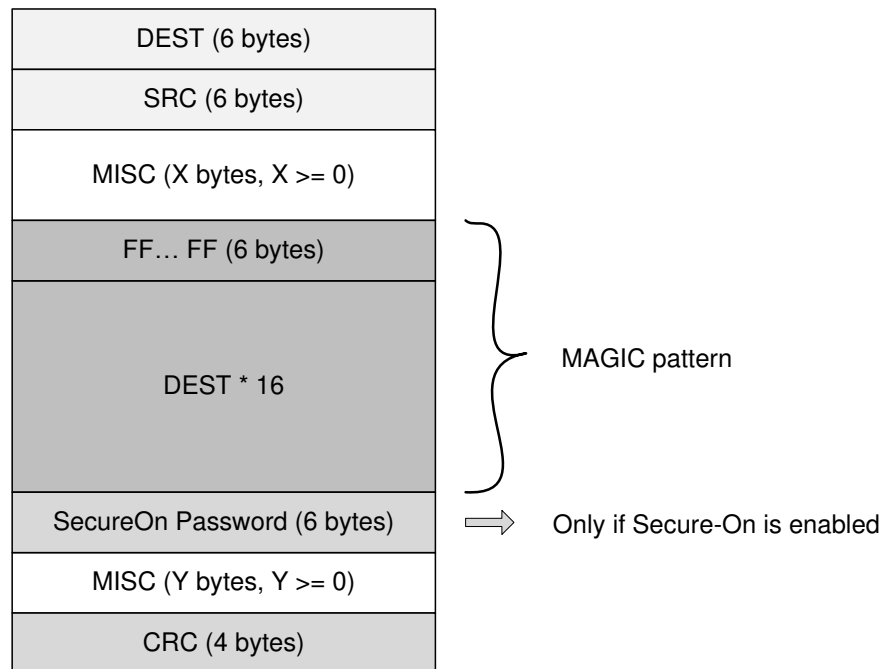 DEST (6 bytes)
SRC (6 bytes)
MISC (X bytes, X >= 0)
FF… FF (6 bytes)
DEST * 16
MAGIC pattern
SecureOn Password (6 bytes)
Only if Secure-On is enabled
MISC (Y bytes, Y >= 0)
CRC (4 bytes)